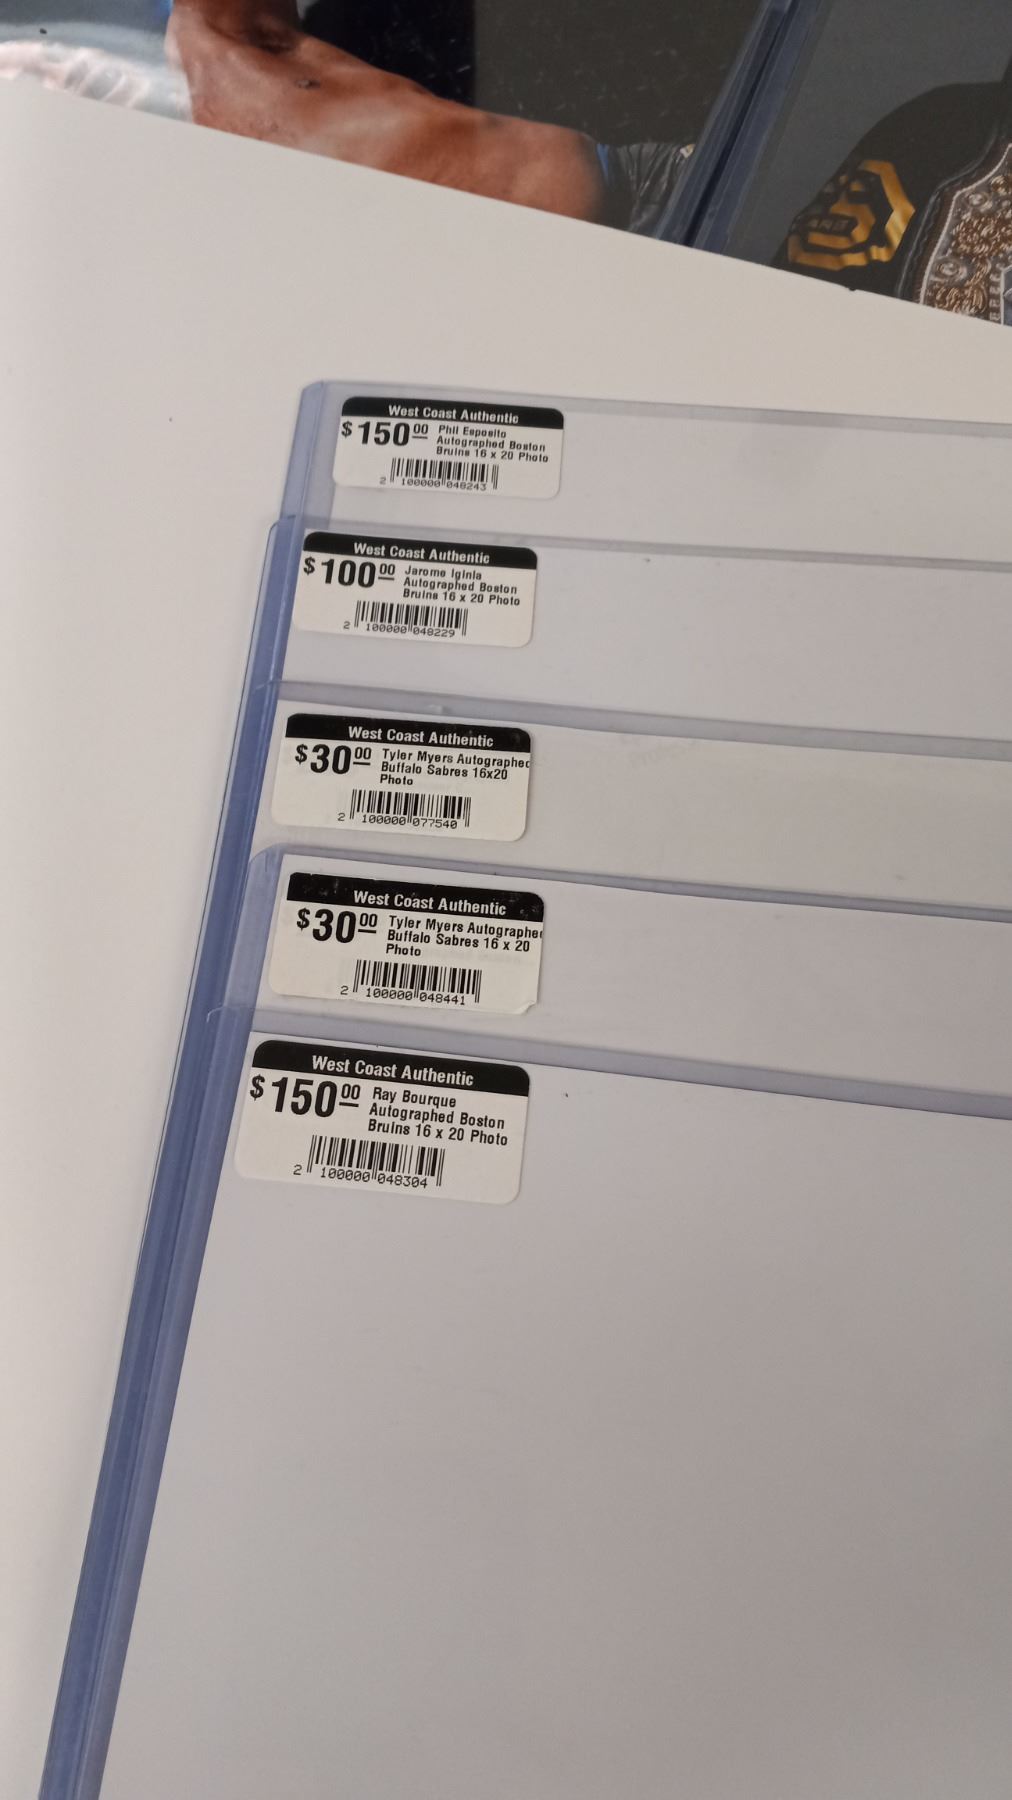 West Coast Authentic
$150 00 Phil Esposito
Autographed Boston
Bruins 16 x 20 Photo
2 100000 048243
West Coast Authentic
$100 00 Jarome Iginla
Autographed Boston
Bruins 16 x 20 Photo
2 100000 048229
West Coast Authentic
$30 00 Tyler Myers Autographed
Buffalo Sabres 16x20
Photo
2 100000 077540
West Coast Authentic
$30 00 Tyler Myers Autographe
Buffalo Sabres 16 x 20
Photo
2 100000 048441
West Coast Authentic
$150 00 Ray Bourque
Autographed Boston
Bruins 16 x 20 Photo
2 100000 048304